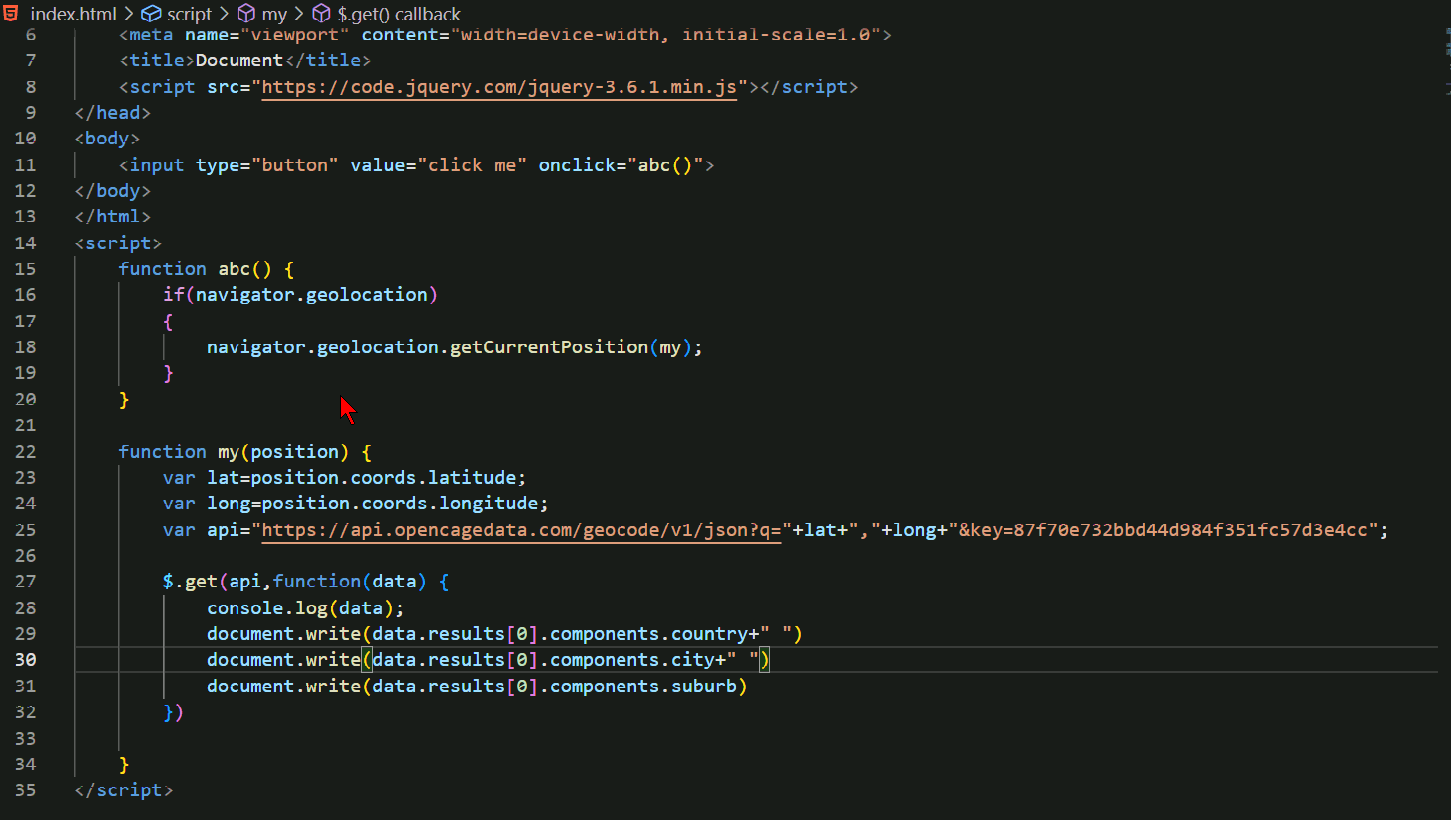 index.html > script > my > $.get() callback
6 <meta name="viewport" content="width=device-width, initial-scale=1.0">
7 <title>Document</title>
8 <script src="https://code.jquery.com/jquery-3.6.1.min.js"></script>
9 </head>
10 <body>
11 <input type="button" value="click me" onclick="abc()">
12 </body>
13 </html>
14 <script>
15 function abc() {
16 if(navigator.geolocation)
17 {
18 navigator.geolocation.getCurrentPosition(my);
19 }
20 }
21
22 function my(position) {
23 var lat=position.coords.latitude;
24 var long=position.coords.longitude;
25 var api="https://api.opencagedata.com/geocode/v1/json?q="+lat+","+long+"&key=87f70e732bbd44d984f351fc57d3e4cc";
26
27 $.get(api,function(data) {
28 console.log(data);
29 document.write(data.results[0].components.country+" ")
30 document.write(data.results[0].components.city+" ")
31 document.write(data.results[0].components.suburb)
32 })
33
34 }
35 </script>